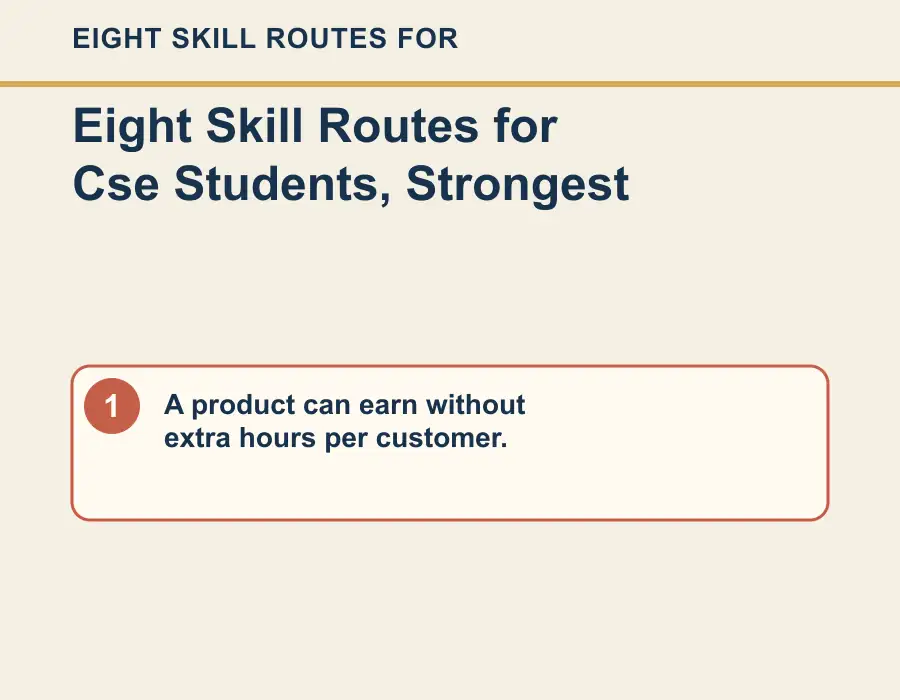 EIGHT SKILL ROUTES FOR
Eight Skill Routes for
Cse Students, Strongest
1
A product can earn without
extra hours per customer.